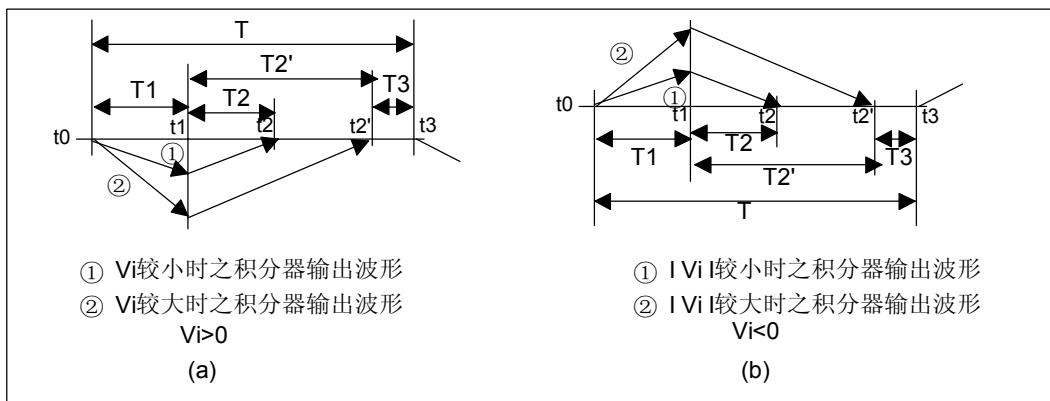 T
T2'
T3
T1
T2
t0
t1
t2
t2'
t3
①
②
① Vi较小时之积分器输出波形
② Vi较大时之积分器输出波形
Vi>0
(a)
②
①
t0
t1
t2
t2'
t3
T1
T2
T3
T2'
T
① I Vi I较小时之积分器输出波形
② I Vi I较大时之积分器输出波形
Vi<0
(b)